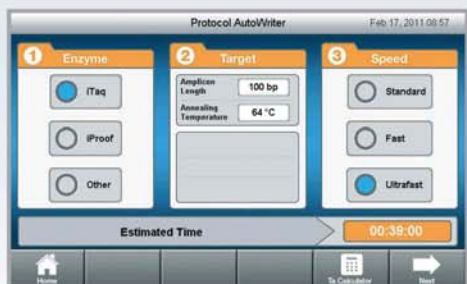 Protocol AutoWriter
Feb 17, 2011 08:57
1 Enzyme
iTaq
iProof
Other
2 Target
Amplicon Length 100 bp
Annealing Temperature 64 °C
3 Speed
Standard
Fast
Ultrafast
Estimated Time 00:39:00
Home
Ta Calculator
Next